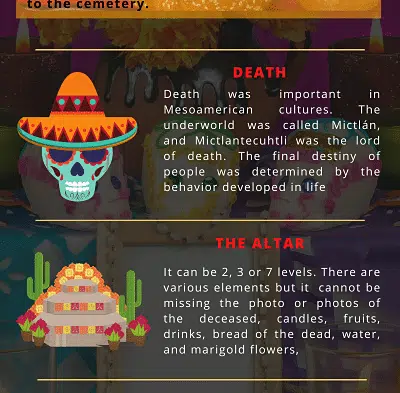 to the cemetery.
DEATH
Death was important in
Mesoamerican cultures. The
underworld was called Mictlán,
and Mictlantecuhtli was the lord
of death. The final destiny of
people was determined by the
behavior developed in life
THE ALTAR
It can be 2, 3 or 7 levels. There are
various elements but it cannot be
missing the photo or photos of
the deceased, candles, fruits,
drinks, bread of the dead, water,
and marigold flowers,